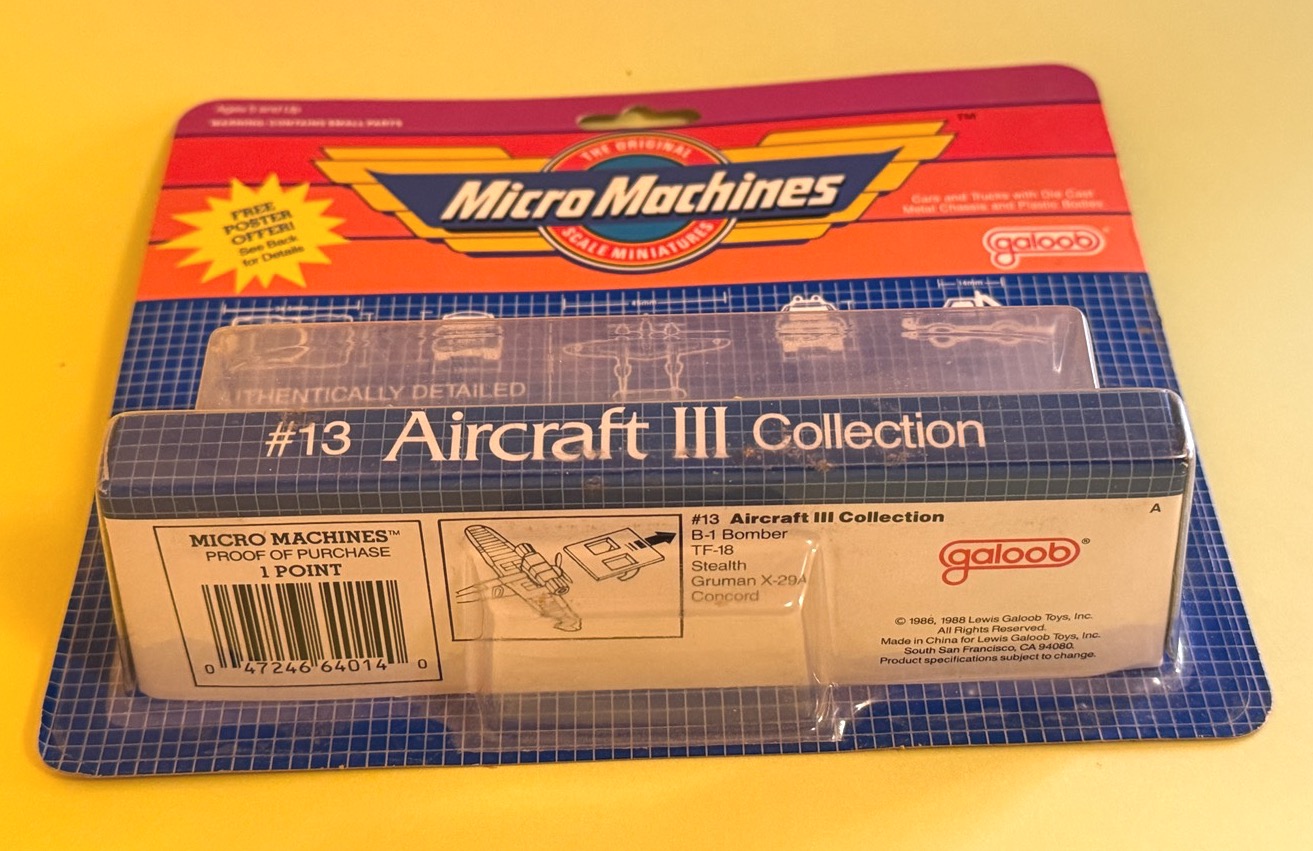 Ages 5 and Up
WARNING: CONTAINS SMALL PARTS
TM
THE ORIGINAL
Micro Machines
SCALE MINIATURES
FREE
POSTER
OFFER!
See Back
for Details
Cars and Trucks with Die Cast
Metal Chassis and Plastic Bodies
galoob®
14mm
AUTHENTICALLY DETAILED
#13 Aircraft III Collection
MICRO MACHINES™
PROOF OF PURCHASE
1 POINT
0 47246 64014 0
#13 Aircraft III Collection
B-1 Bomber
TF-18
Stealth
Gruman X-29A
Concord
A
galoob®
© 1986, 1988 Lewis Galoob Toys, Inc.
All Rights Reserved.
Made in China for Lewis Galoob Toys, Inc.
South San Francisco, CA 94080.
Product specifications subject to change.